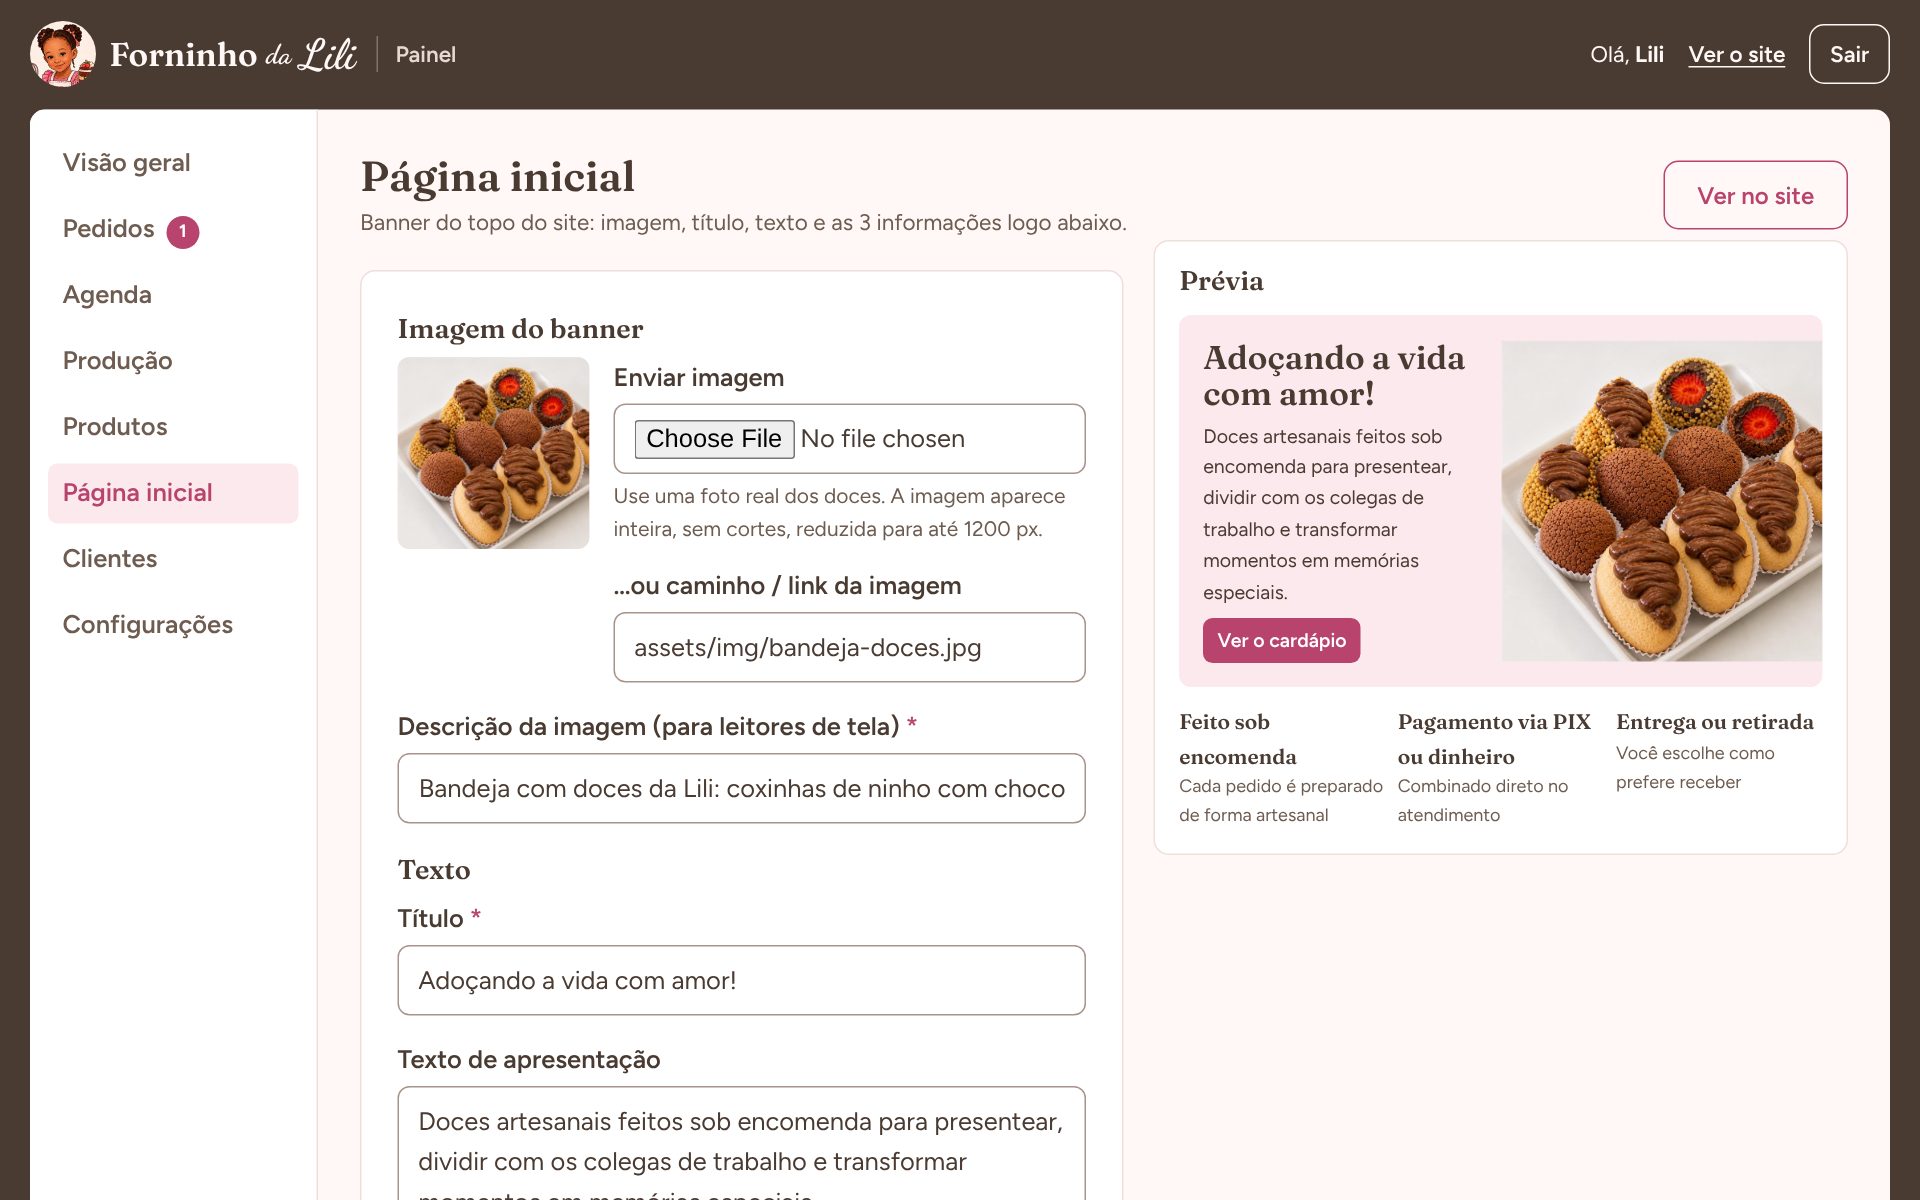 Forninho da Lili
Painel
Olá, Lili
Ver o site
Sair
Visão geral
Pedidos 1
Agenda
Produção
Produtos
Página inicial
Clientes
Configurações
Página inicial
Banner do topo do site: imagem, título, texto e as 3 informações logo abaixo.
Ver no site
Imagem do banner
Enviar imagem
Choose File No file chosen
Use uma foto real dos doces. A imagem aparece
inteira, sem cortes, reduzida para até 1200 px.
...ou caminho / link da imagem
assets/img/bandeja-doces.jpg
Descrição da imagem (para leitores de tela) *
Bandeja com doces da Lili: coxinhas de ninho com choco
Texto
Título *
Adoçando a vida com amor!
Texto de apresentação
Doces artesanais feitos sob encomenda para presentear,
dividir com os colegas de trabalho e transformar
momentos em memórias especiais.
Prévia
Adoçando a vida
com amor!
Doces artesanais feitos sob
encomenda para presentear,
dividir com os colegas de
trabalho e transformar
momentos em memórias
especiais.
Ver o cardápio
Feito sob
encomenda
Cada pedido é preparado
de forma artesanal
Pagamento via PIX
ou dinheiro
Combinado direto no
atendimento
Entrega ou retirada
Você escolhe como
prefere receber